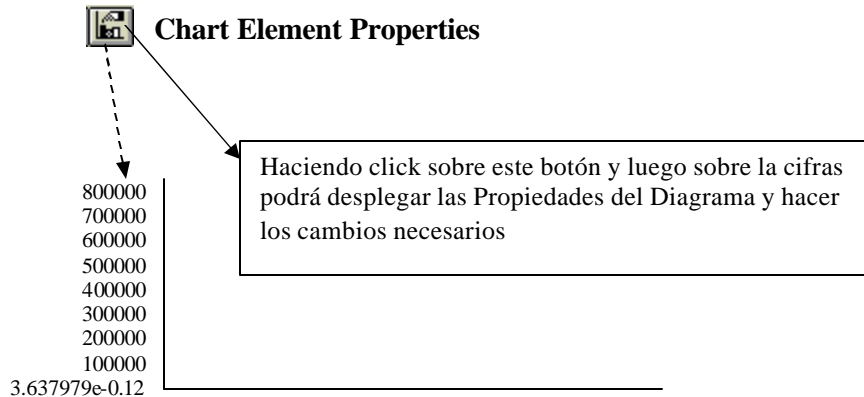 Chart Element Properties
Haciendo click sobre este botón y luego sobre la cifras
podrá desplegar las Propiedades del Diagrama y hacer
los cambios necesarios
800000
700000
600000
500000
400000
300000
200000
100000
3.637979e-0.12